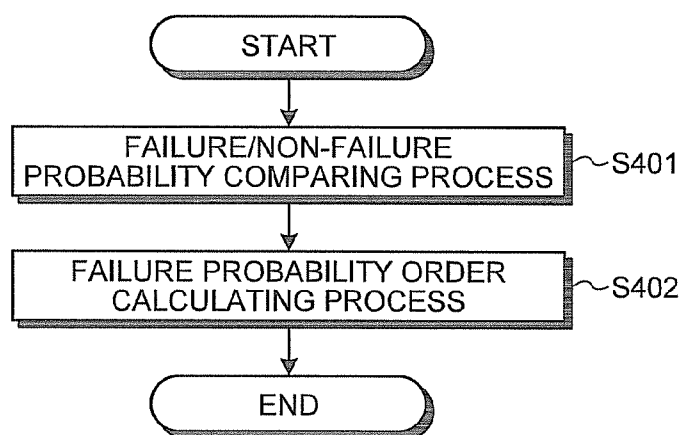 START
FAILURE/NON-FAILURE
PROBABILITY COMPARING PROCESS
S401
FAILURE PROBABILITY ORDER
CALCULATING PROCESS
S402
END